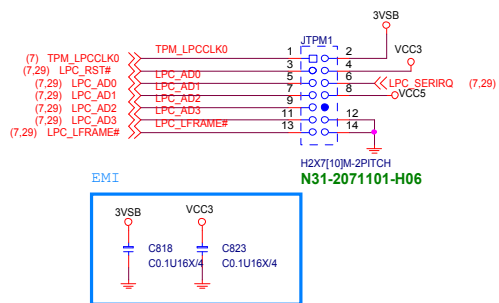 3VSB
JTPM1
(7) TPM_LPCCLK0 TPM_LPCCLK0 1 2 VCC3
(7,29) LPC_RST# 3 4
(7,29) LPC_AD0 LPC_AD0 5 6 LPC_SERIRQ (7,29)
(7,29) LPC_AD1 LPC_AD1 7 8 VCC5
(7,29) LPC_AD2 LPC_AD2 9
(7,29) LPC_AD3 LPC_AD3 11 12
(7,29) LPC_LFRAME# LPC_LFRAME# 13 14
H2X7[10]M-2PITCH
N31-2071101-H06
EMI
3VSB VCC3
C818 C823
C0.1U16X/4 C0.1U16X/4